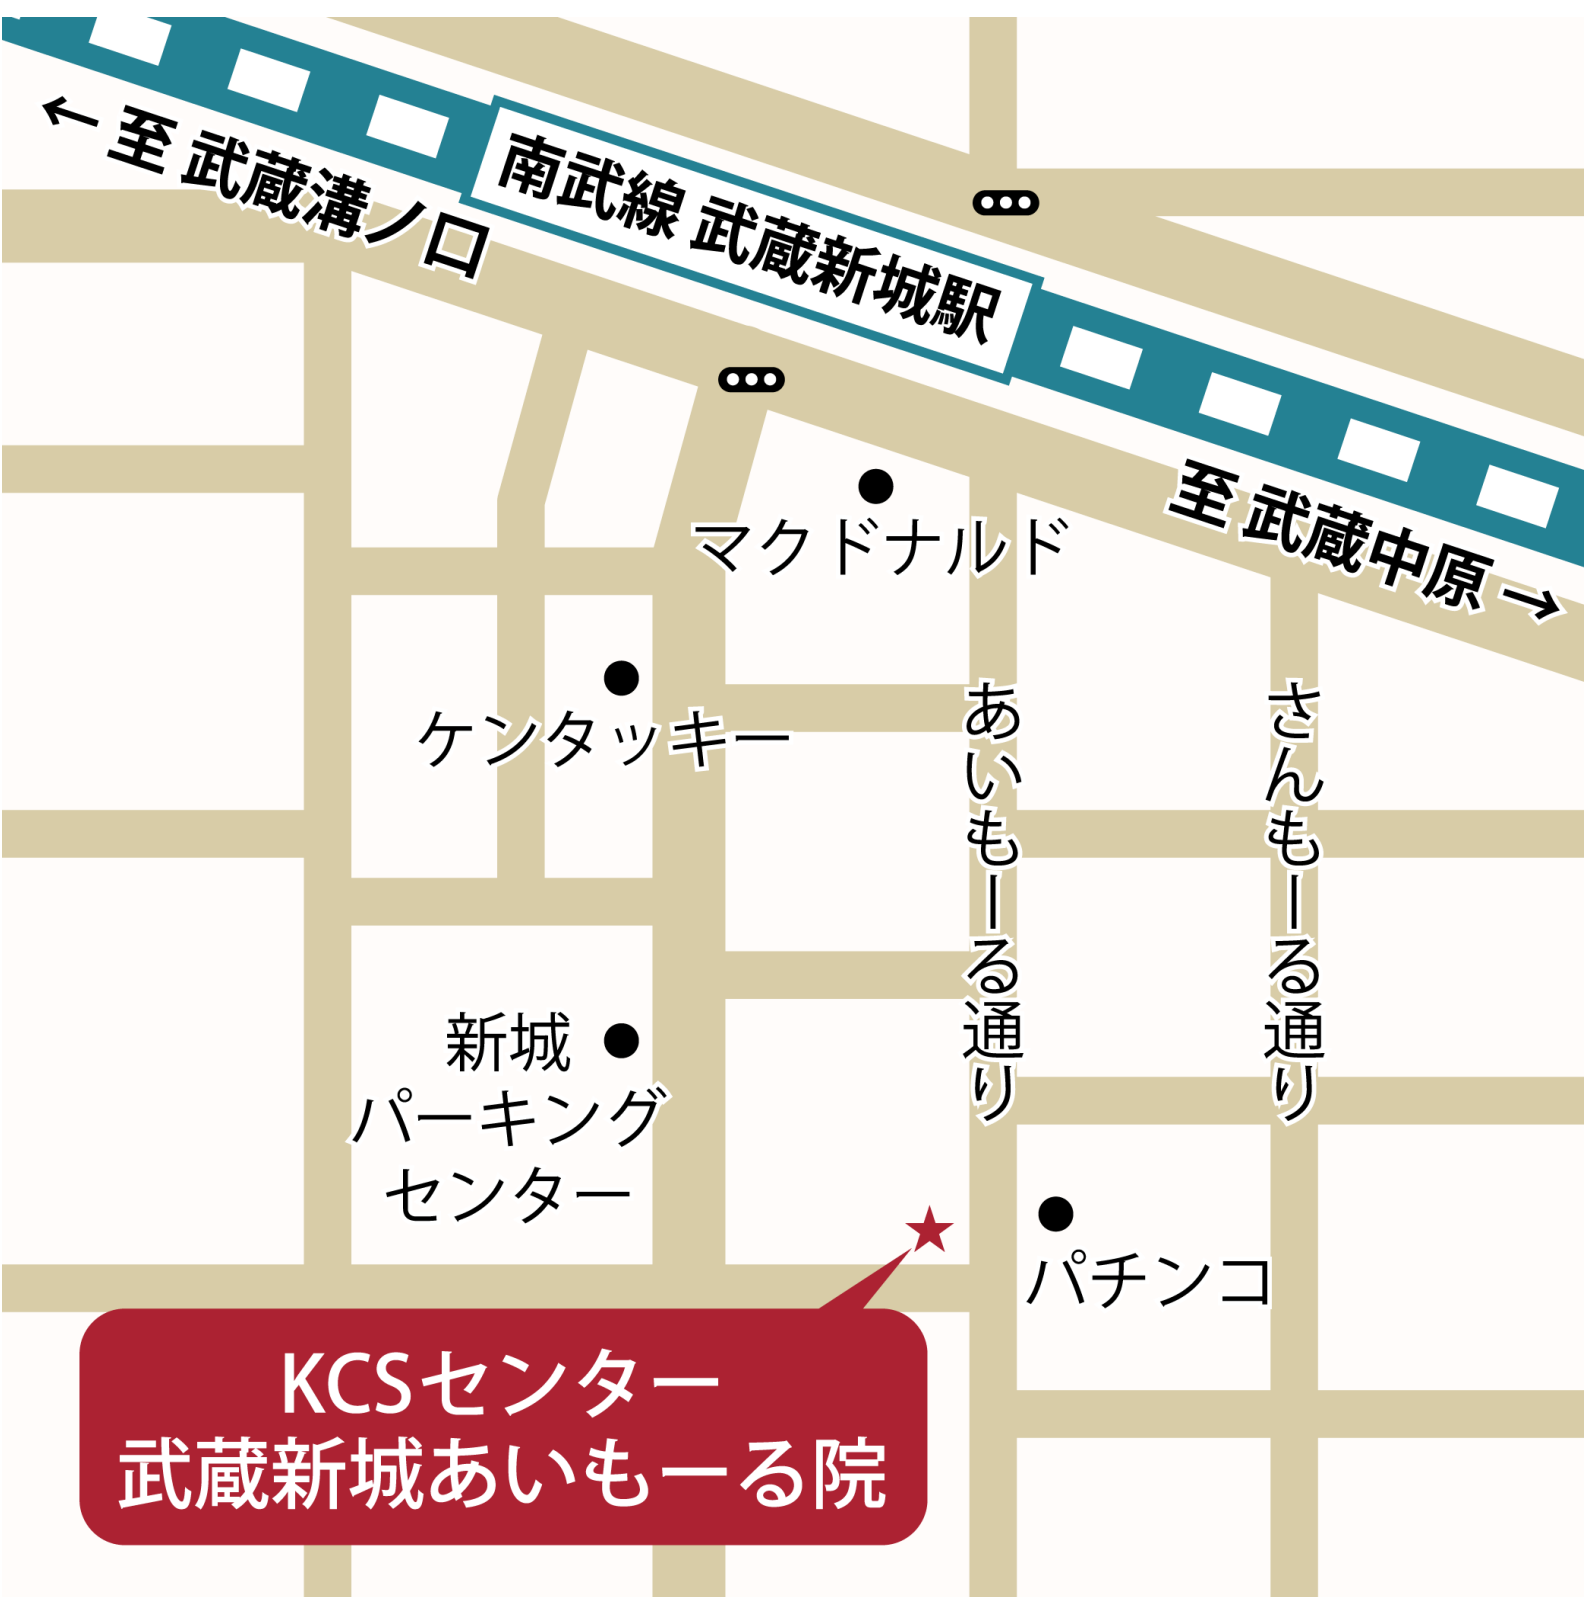 ← 至 武蔵溝ノ口
南武線 武蔵新城駅
至 武蔵中原 →
マクドナルド
ケンタッキー
あいもーる通り
さんもーる通り
新城
パーキング
センター
パチンコ
KCSセンター
武蔵新城あいもーる院